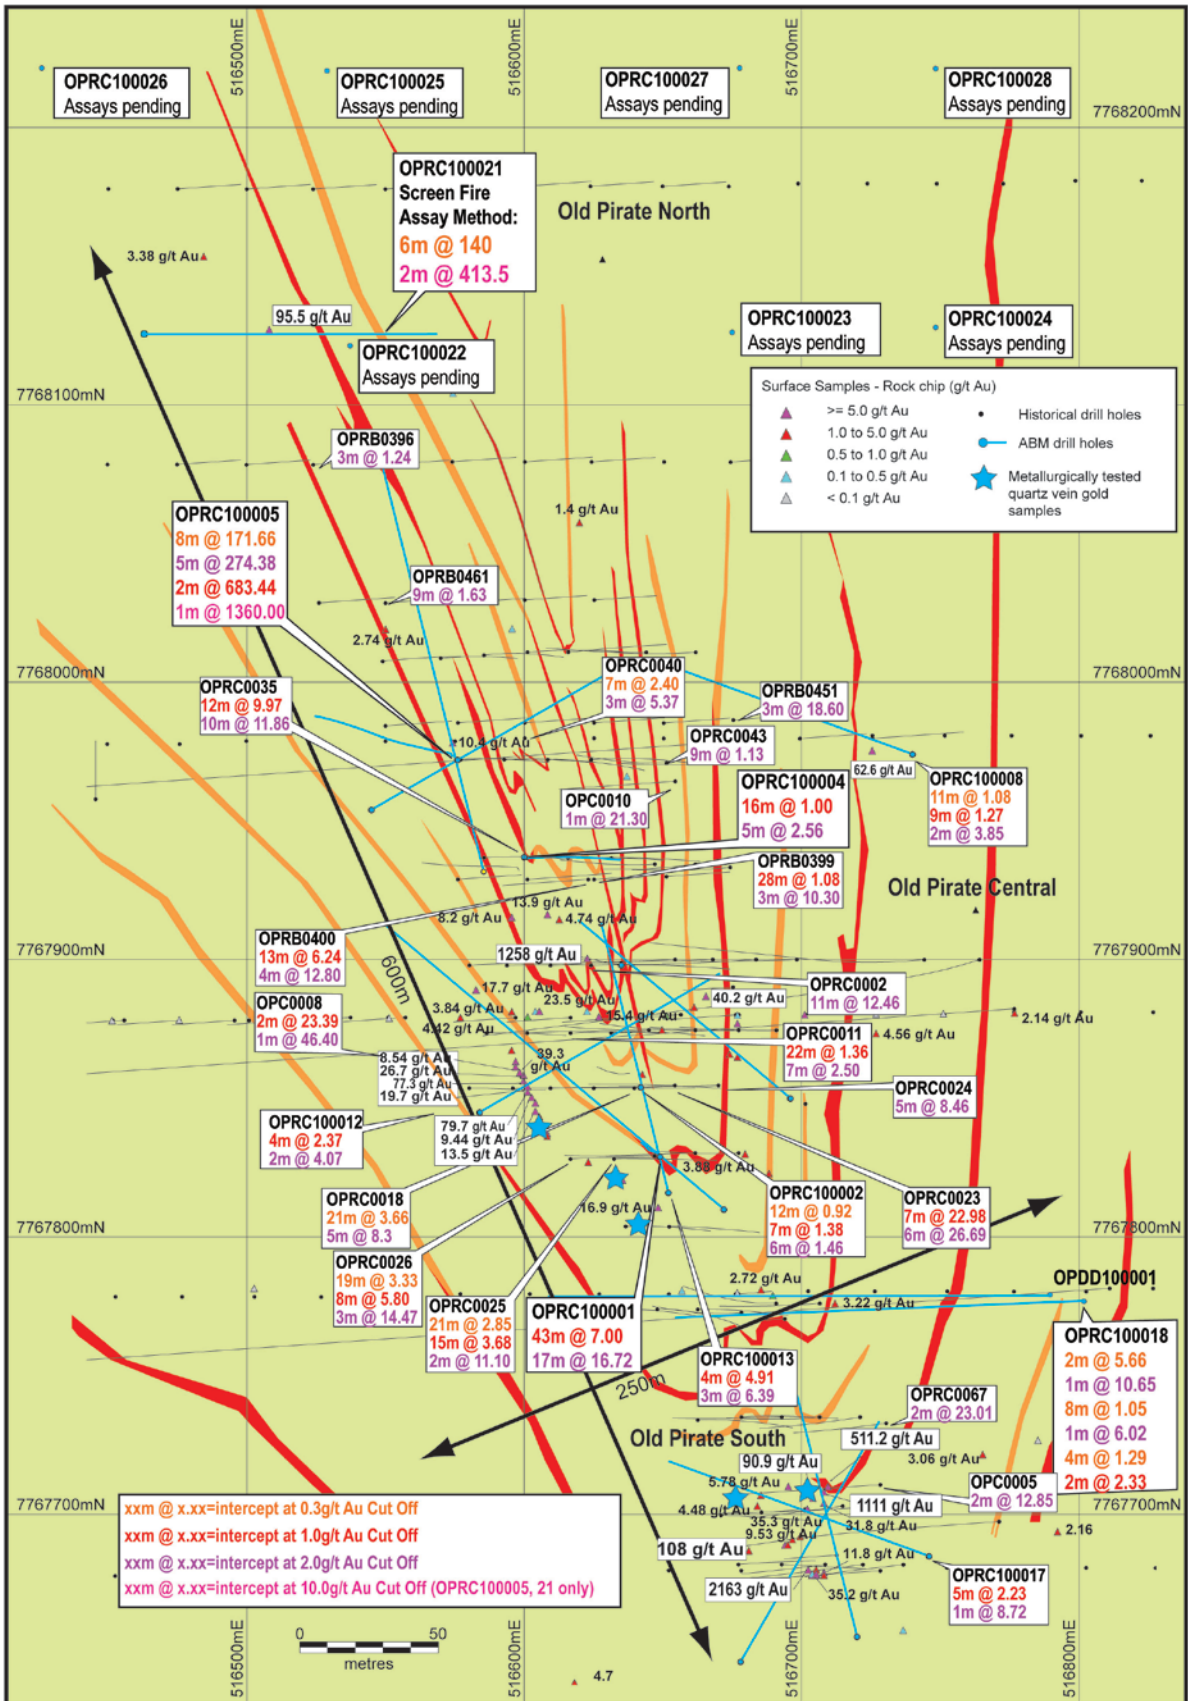 516500mE
516600mE
516700mE
OPRC100026
Assays pending
OPRC100025
Assays pending
OPRC100027
Assays pending
OPRC100028
Assays pending
7768200mN
OPRC100021
Screen Fire
Assay Method:
6m @ 140
2m @ 413.5
Old Pirate North
3.38 g/t Au
95.5 g/t Au
OPRC100022
Assays pending
OPRC100023
Assays pending
OPRC100024
Assays pending
7768100mN
7768100mN
Surface Samples - Rock chip (g/t Au)
>= 5.0 g/t Au
1.0 to 5.0 g/t Au
0.5 to 1.0 g/t Au
0.1 to 0.5 g/t Au
< 0.1 g/t Au
Historical drill holes
ABM drill holes
Metallurgically tested
quartz vein gold
samples
OPRB0396
3m @ 1.24
OPRC100005
8m @ 171.66
5m @ 274.38
2m @ 683.44
1m @ 1360.00
1.4 g/t Au
OPRB0461
9m @ 1.63
2.74 g/t Au
7768000mN
7768000mN
OPRC0035
12m @ 9.97
10m @ 11.86
OPRC0040
7m @ 2.40
3m @ 5.37
OPRB0451
3m @ 18.60
10.4 g/t Au
OPRC0043
9m @ 1.13
62.6 g/t Au
OPRC100008
11m @ 1.08
9m @ 1.27
2m @ 3.85
OPC0010
1m @ 21.30
OPRC100004
16m @ 1.00
5m @ 2.56
OPRB0399
28m @ 1.08
3m @ 10.30
Old Pirate Central
13.9 g/t Au
8.2 g/t Au
4.74 g/t Au
OPRB0400
13m @ 6.24
4m @ 12.80
1258 g/t Au
7767900mN
7767900mN
600m
OPRC0002
11m @ 12.46
17.7 g/t Au
40.2 g/t Au
OPC0008
2m @ 23.39
1m @ 46.40
3.84 g/t Au
23.5 g/t Au
15.4 g/t Au
4.42 g/t Au
2.14 g/t Au
4.56 g/t Au
OPRC0011
22m @ 1.36
7m @ 2.50
8.54 g/t Au
26.7 g/t Au
77.3 g/t Au
19.7 g/t Au
39.3
g/t Au
OPRC0024
5m @ 8.46
OPRC100012
4m @ 2.37
2m @ 4.07
79.7 g/t Au
9.44 g/t Au
13.5 g/t Au
3.88 g/t Au
OPRC0018
21m @ 3.66
5m @ 8.3
16.9 g/t Au
OPRC100002
12m @ 0.92
7m @ 1.38
6m @ 1.46
OPRC0023
7m @ 22.98
6m @ 26.69
7767800mN
7767800mN
OPRC0026
19m @ 3.33
8m @ 5.80
3m @ 14.47
2.72 g/t Au
OPDD100001
OPRC0025
21m @ 2.85
15m @ 3.68
2m @ 11.10
OPRC100001
43m @ 7.00
17m @ 16.72
3.22 g/t Au
OPRC100018
2m @ 5.66
1m @ 10.65
8m @ 1.05
1m @ 6.02
4m @ 1.29
2m @ 2.33
OPRC100013
4m @ 4.91
3m @ 6.39
250m
OPRC0067
2m @ 23.01
Old Pirate South
511.2 g/t Au
90.9 g/t Au
3.06 g/t Au
5.78 g/t Au
OPC0005
2m @ 12.85
7767700mN
7767700mN
4.48 g/t Au
1111 g/t Au
35.3 g/t Au
31.8 g/t Au
9.53 g/t Au
2.16
108 g/t Au
11.8 g/t Au
OPRC100017
5m @ 2.23
1m @ 8.72
2163 g/t Au
35.2 g/t Au
xxm @ x.xx=intercept at 0.3g/t Au Cut Off
xxm @ x.xx=intercept at 1.0g/t Au Cut Off
xxm @ x.xx=intercept at 2.0g/t Au Cut Off
xxm @ x.xx=intercept at 10.0g/t Au Cut Off (OPRC100005, 21 only)
0
50
metres
4.7
516500mE
516600mE
516700mE
516800mE